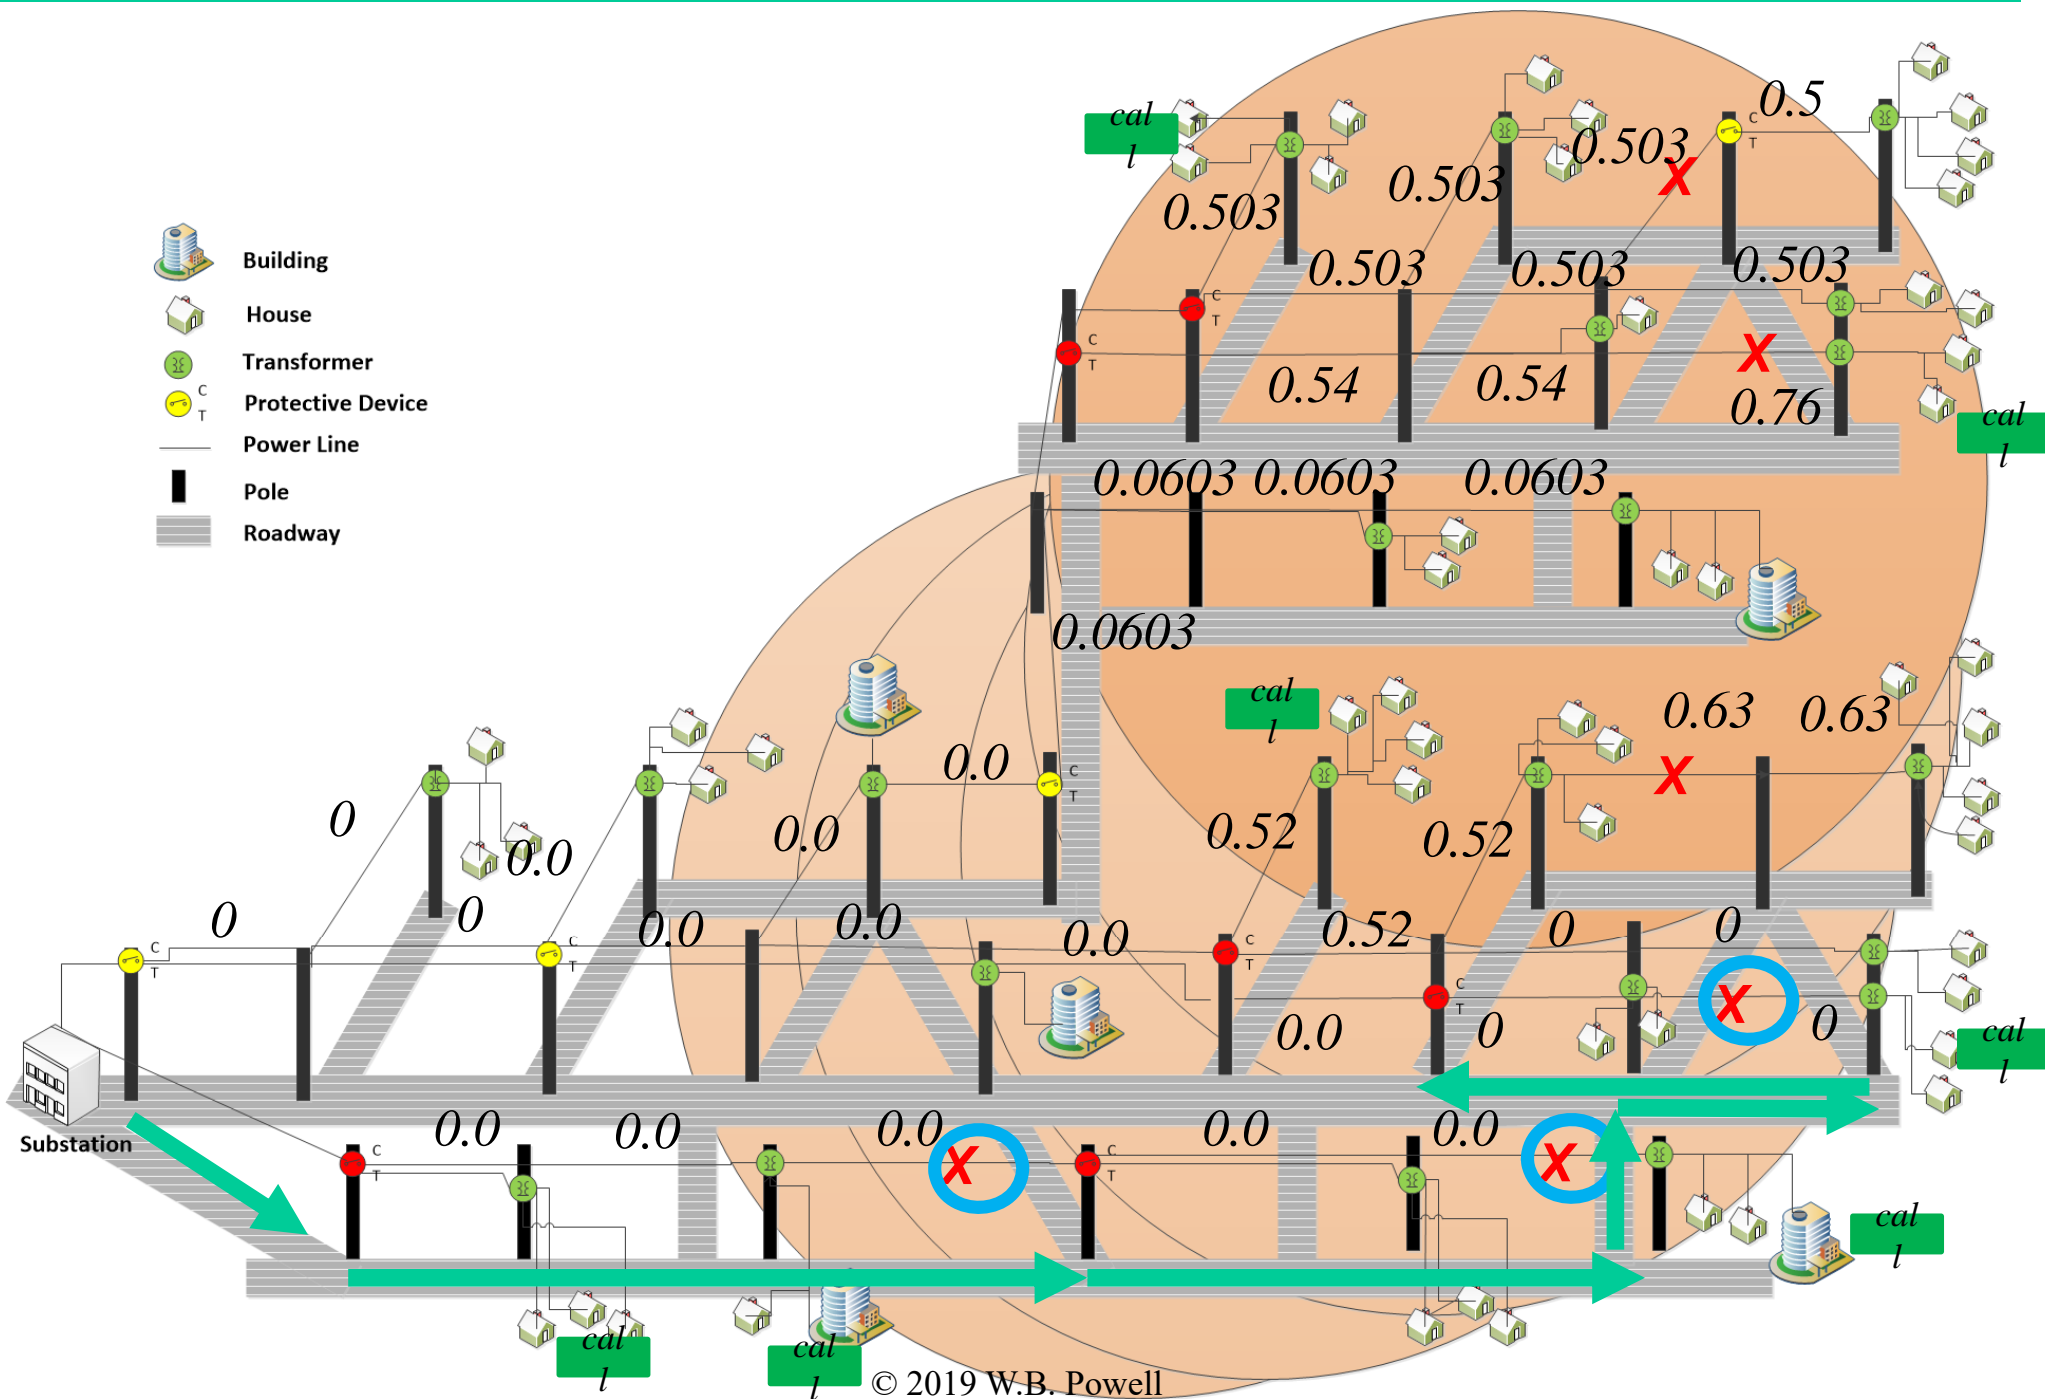 0.5
cal
l
0.503
0.503
C
T
X
0.503
0.503
0.503
0.503
C
T
C
T
X
0.54
0.54
0.76
cal
l
0.0603
0.0603
0.0603
0.0603
Building
House
Transformer
C
T
Protective Device
Power Line
Pole
Roadway
cal
l
0.63
0.63
0.0
C
T
X
0
0.0
0.0
0.52
0.52
0
0
0.0
0.0
0.0
0.52
0
0
C
T
C
T
C
T
C
T
X
0.0
0
0
cal
l
Substation
0.0
0.0
0.0
0.0
0.0
C
T
X
C
T
X
cal
l
cal
l
cal
l
© 2019 W.B. Powell